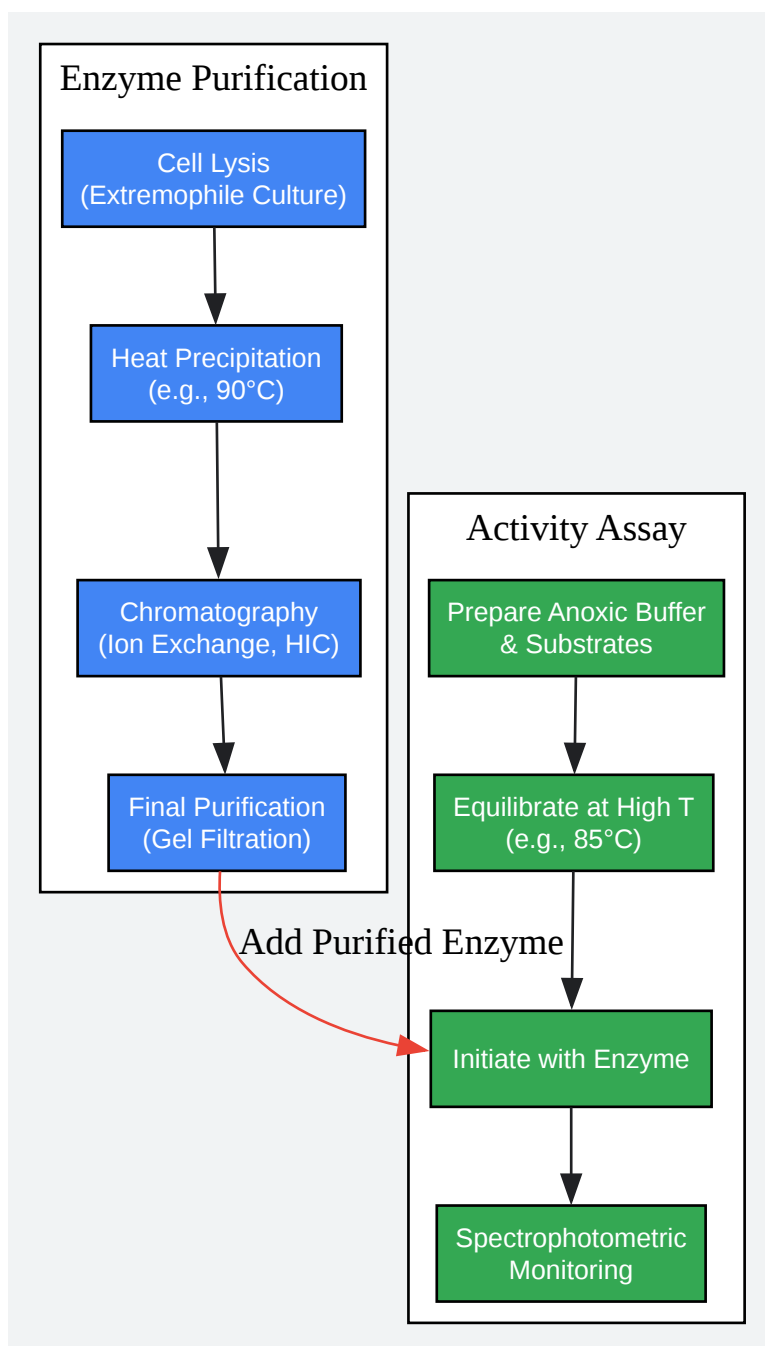 Enzyme Purification
Cell Lysis
(Extremophile Culture)
Heat Precipitation
(e.g., 90°C)
Chromatography
(Ion Exchange, HIC)
Final Purification
(Gel Filtration)
Add Purified Enzyme
Activity Assay
Prepare Anoxic Buffer
& Substrates
Equilibrate at High T
(e.g., 85°C)
Initiate with Enzyme
Spectrophotometric
Monitoring